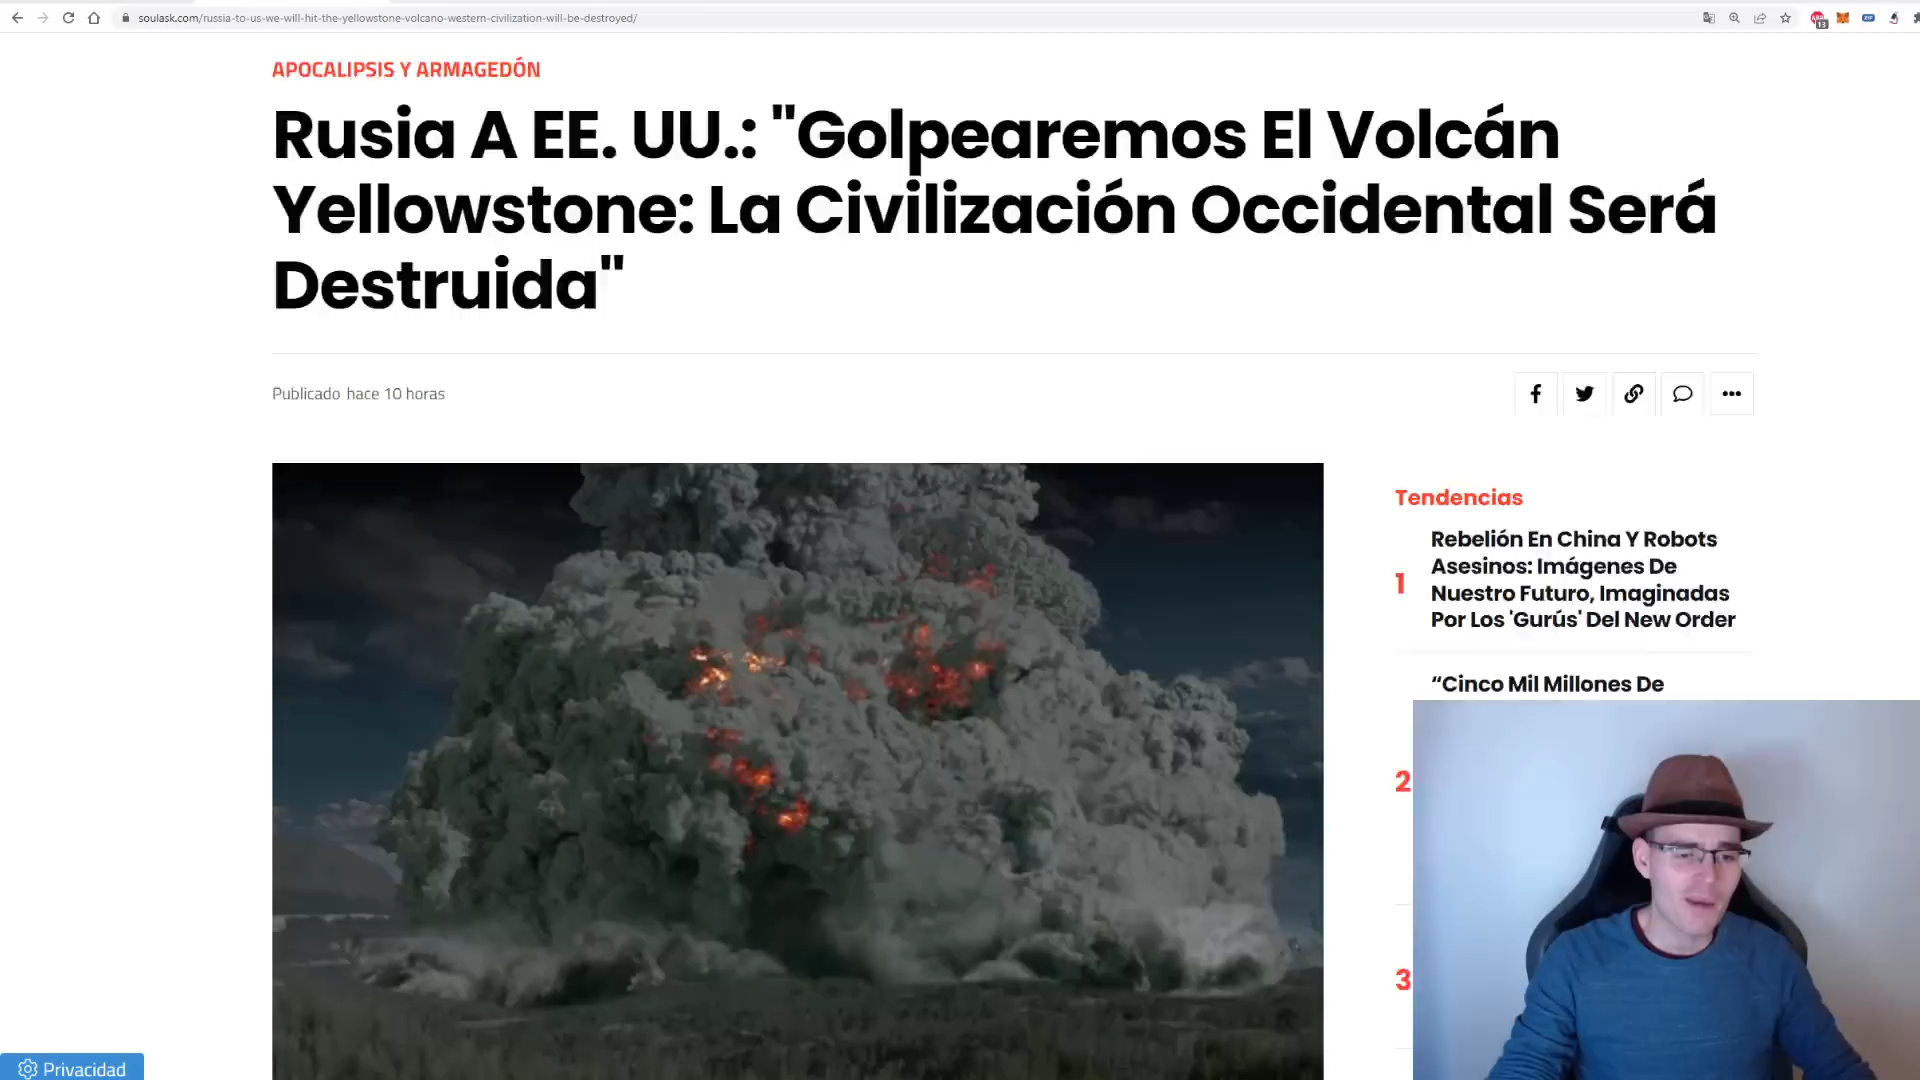 soulask.com/russia-to-us-we-will-hit-the-yellowstone-volcano-western-civilization-will-be-destroyed/
13
APOCALIPSIS Y ARMAGEDÓN
Rusia A EE. UU.: "Golpearemos El Volcán
Yellowstone: La Civilización Occidental Será
Destruida"
Publicado hace 10 horas
Tendencias
1
Rebelión En China Y Robots
Asesinos: Imágenes De
Nuestro Futuro, Imaginadas
Por Los 'Gurús' Del New Order
“Cinco Mil Millones De
2
3
Privacidad